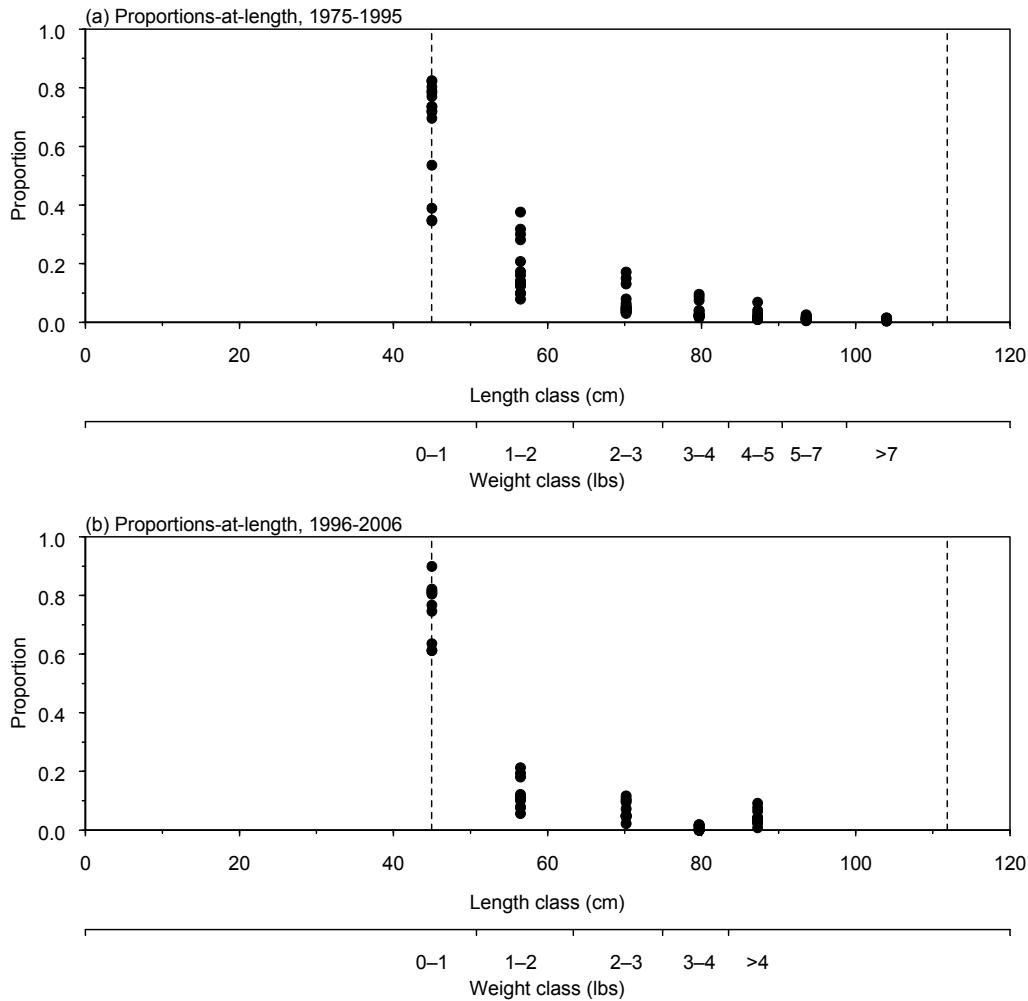 (a) Proportions-at-length, 1975-1995
1.0
0.8
0.6
0.4
0.2
0.0
Proportion
0 20 40 60 80 100 120
Length class (cm)
0–1 1–2 2–3 3–4 4–5 5–7 >7
Weight class (lbs)
(b) Proportions-at-length, 1996-2006
1.0
0.8
0.6
0.4
0.2
0.0
Proportion
0 20 40 60 80 100 120
Length class (cm)
0–1 1–2 2–3 3–4 >4
Weight class (lbs)